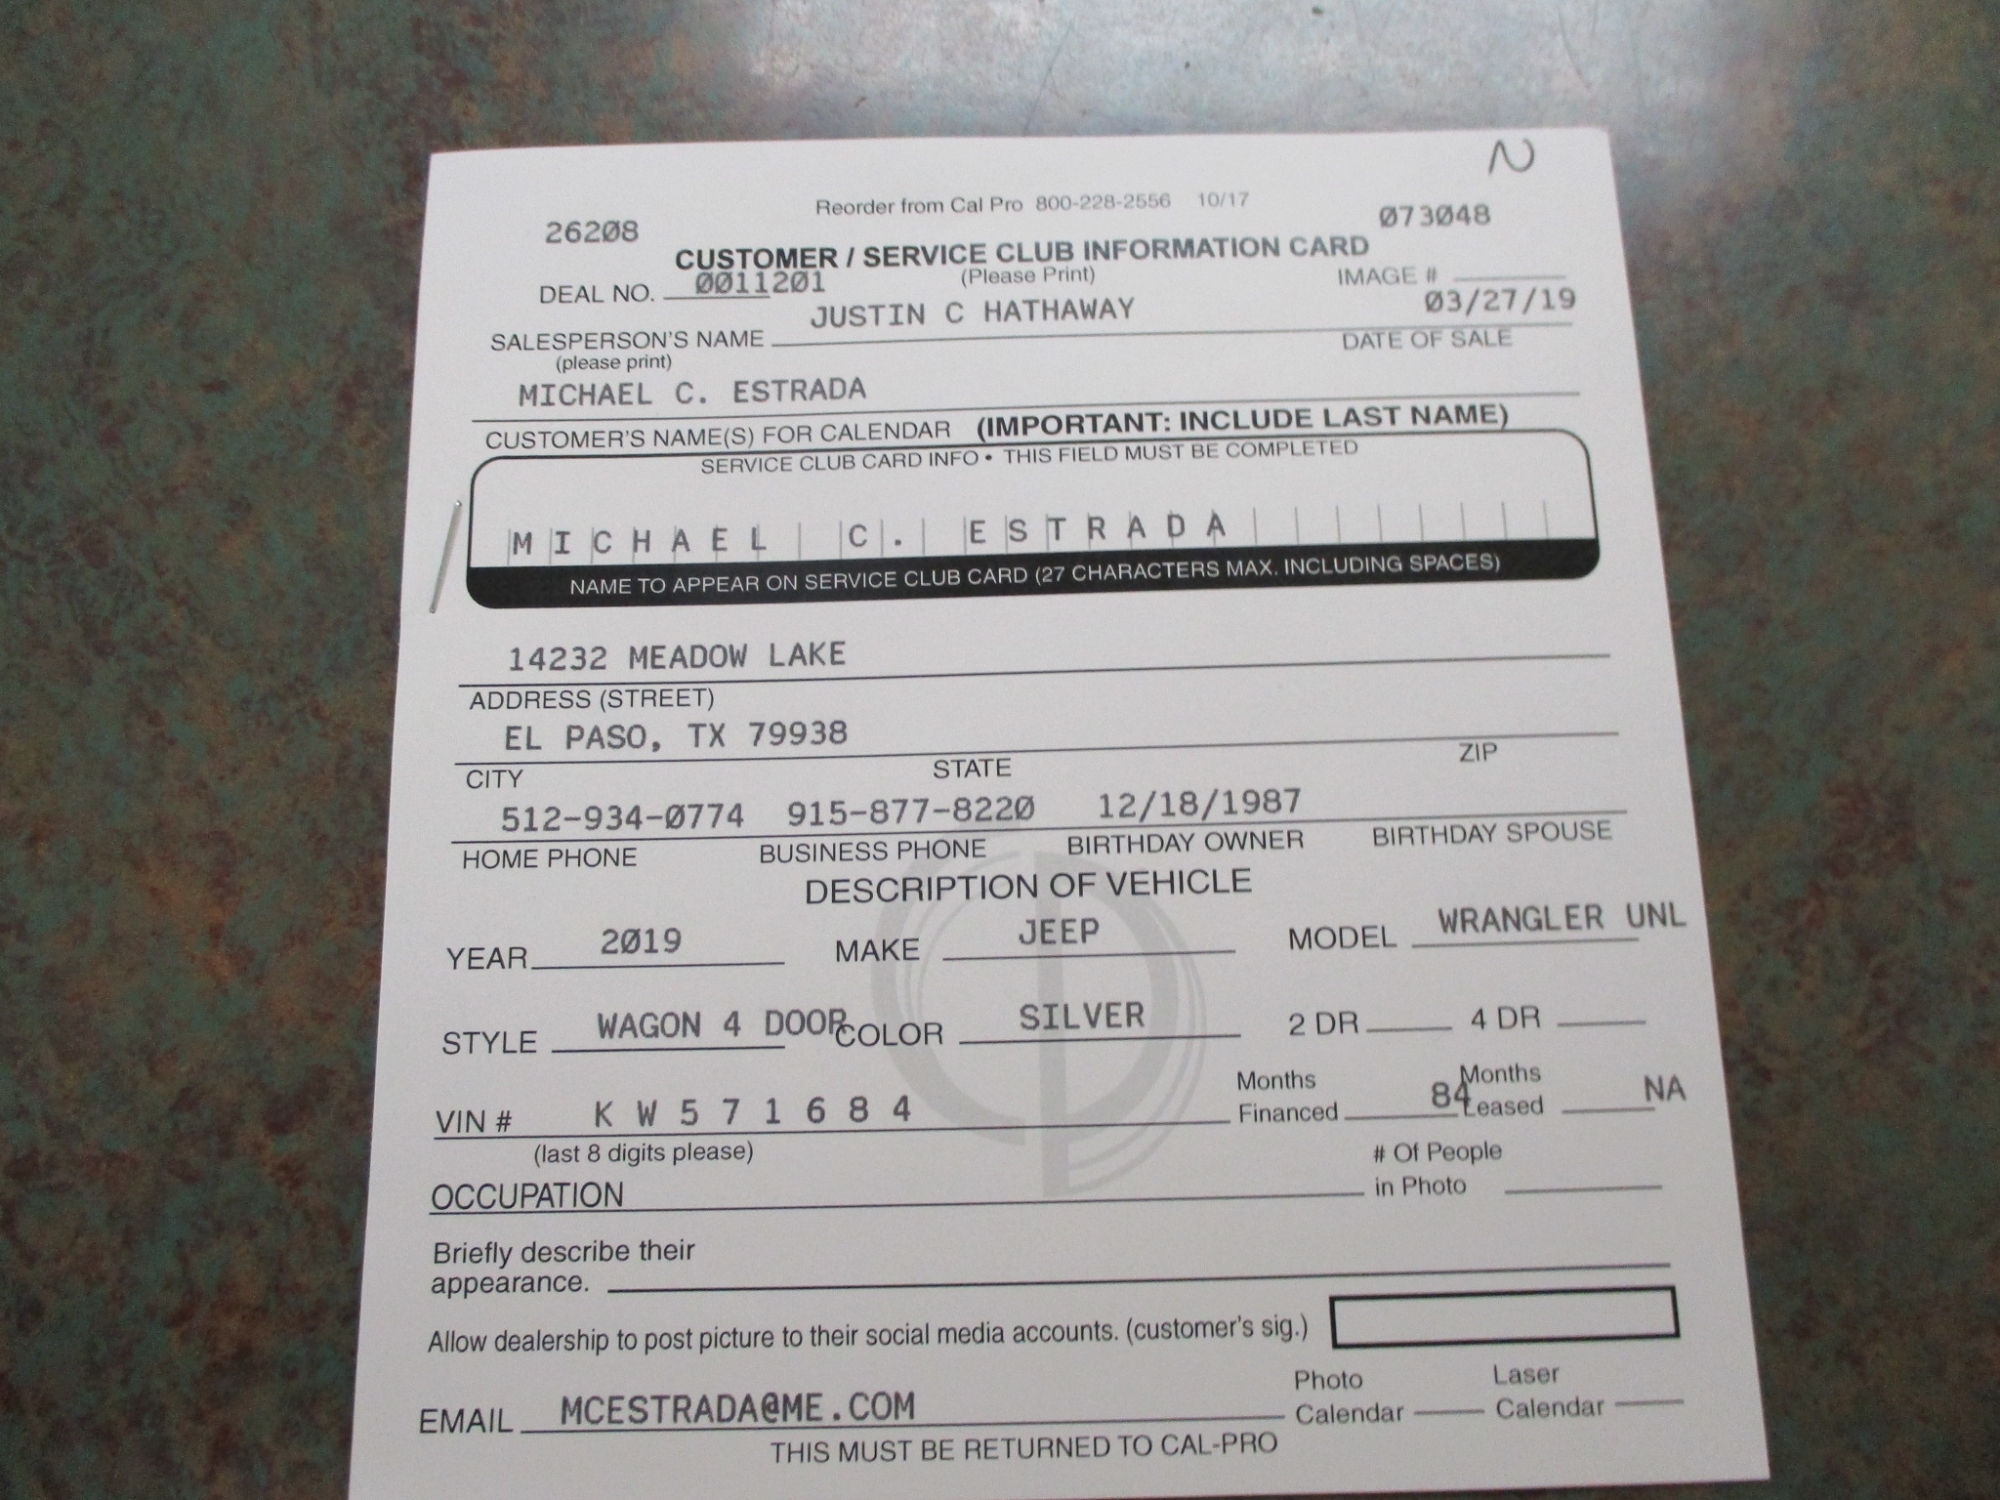 N
Reorder from Cal Pro 800-228-2556 10/17
26208 073048
CUSTOMER / SERVICE CLUB INFORMATION CARD
DEAL NO. 0011201 (Please Print) IMAGE #
JUSTIN C HATHAWAY 03/27/19
SALESPERSON'S NAME DATE OF SALE
(please print)
MICHAEL C. ESTRADA
CUSTOMER'S NAME(S) FOR CALENDAR (IMPORTANT: INCLUDE LAST NAME)
SERVICE CLUB CARD INFO • THIS FIELD MUST BE COMPLETED
MICHAEL C. ESTRADA
NAME TO APPEAR ON SERVICE CLUB CARD (27 CHARACTERS MAX. INCLUDING SPACES)
14232 MEADOW LAKE
ADDRESS (STREET)
EL PASO, TX 79938
CITY STATE ZIP
512-934-0774 915-877-8220 12/18/1987
HOME PHONE BUSINESS PHONE BIRTHDAY OWNER BIRTHDAY SPOUSE
DESCRIPTION OF VEHICLE
YEAR 2019 MAKE JEEP MODEL WRANGLER UNL
STYLE WAGON 4 DOOR COLOR SILVER 2 DR 4 DR
VIN # KW571684 Months Financed 84 Months Leased NA
(last 8 digits please)
OCCUPATION # Of People in Photo
Briefly describe their
appearance.
Allow dealership to post picture to their social media accounts. (customer's sig.)
EMAIL MCESTRADA@ME.COM Photo Calendar Laser Calendar
THIS MUST BE RETURNED TO CAL-PRO